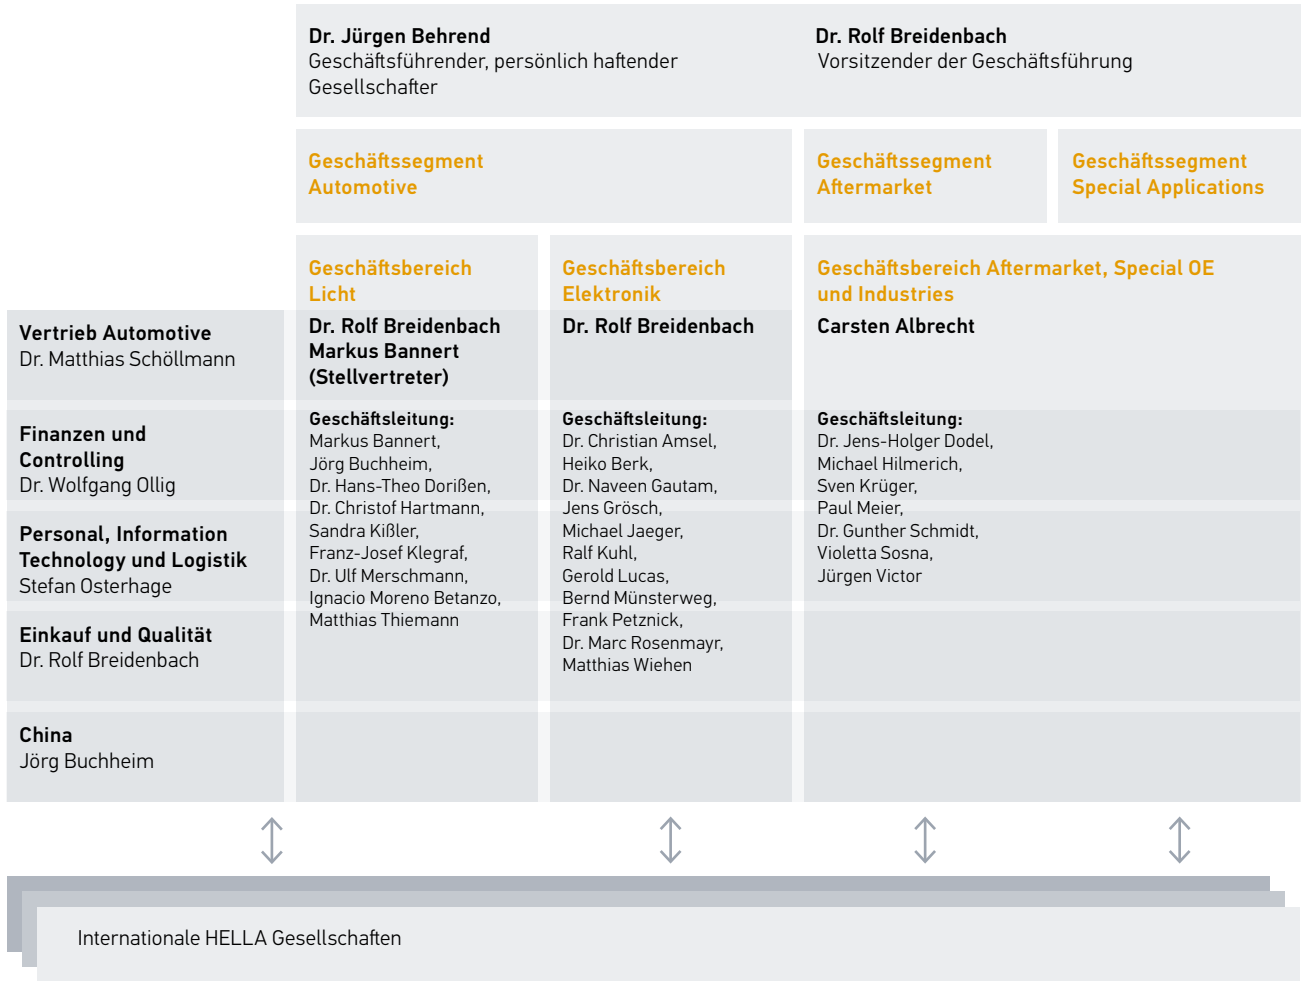 Dr. Jürgen Behrend
Geschäftsführender, persönlich haftender
Gesellschafter
Dr. Rolf Breidenbach
Vorsitzender der Geschäftsführung
Geschäftssegment
Automotive
Geschäftssegment
Aftermarket
Geschäftssegment
Special Applications
Geschäftsbereich
Licht
Geschäftsbereich
Elektronik
Geschäftsbereich Aftermarket, Special OE
und Industries
Dr. Rolf Breidenbach
Markus Bannert
(Stellvertreter)
Dr. Rolf Breidenbach
Carsten Albrecht
Vertrieb Automotive
Dr. Matthias Schöllmann
Finanzen und
Controlling
Dr. Wolfgang Ollig
Personal, Information
Technology und Logistik
Stefan Osterhage
Einkauf und Qualität
Dr. Rolf Breidenbach
China
Jörg Buchheim
Geschäftsleitung:
Markus Bannert,
Jörg Buchheim,
Dr. Hans-Theo Dorißen,
Dr. Christof Hartmann,
Sandra Kißler,
Franz-Josef Klegraf,
Dr. Ulf Merschmann,
Ignacio Moreno Betanzo,
Matthias Thiemann
Geschäftsleitung:
Dr. Christian Amsel,
Heiko Berk,
Dr. Naveen Gautam,
Jens Grösch,
Michael Jaeger,
Ralf Kuhl,
Gerold Lucas,
Bernd Münsterweg,
Frank Petznick,
Dr. Marc Rosenmayr,
Matthias Wiehen
Geschäftsleitung:
Dr. Jens-Holger Dodel,
Michael Hilmerich,
Sven Krüger,
Paul Meier,
Dr. Gunther Schmidt,
Violetta Sosna,
Jürgen Victor
Internationale HELLA Gesellschaften